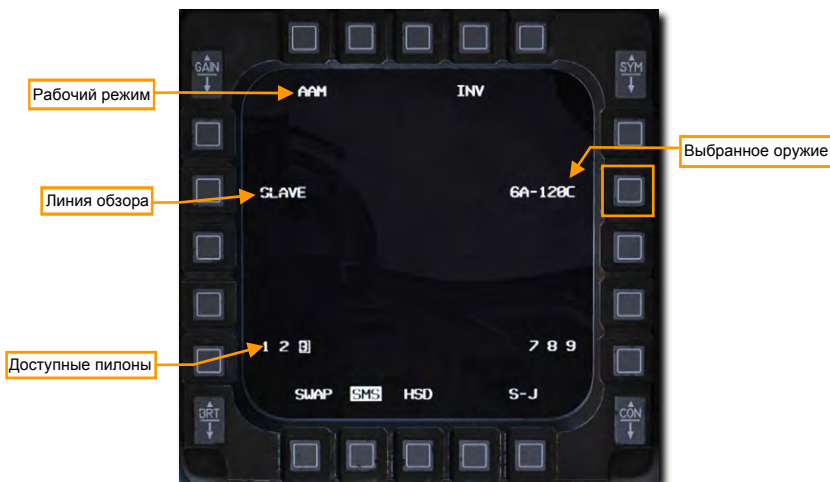 GAIN
SYM
Рабочий режим
AAM INV
Выбранное оружие
Линия обзора
SLAVE 6A-120C
Доступные пилоны
1 2 3 7 8 9
SWAP SMS HSD S-J
BRT
CON